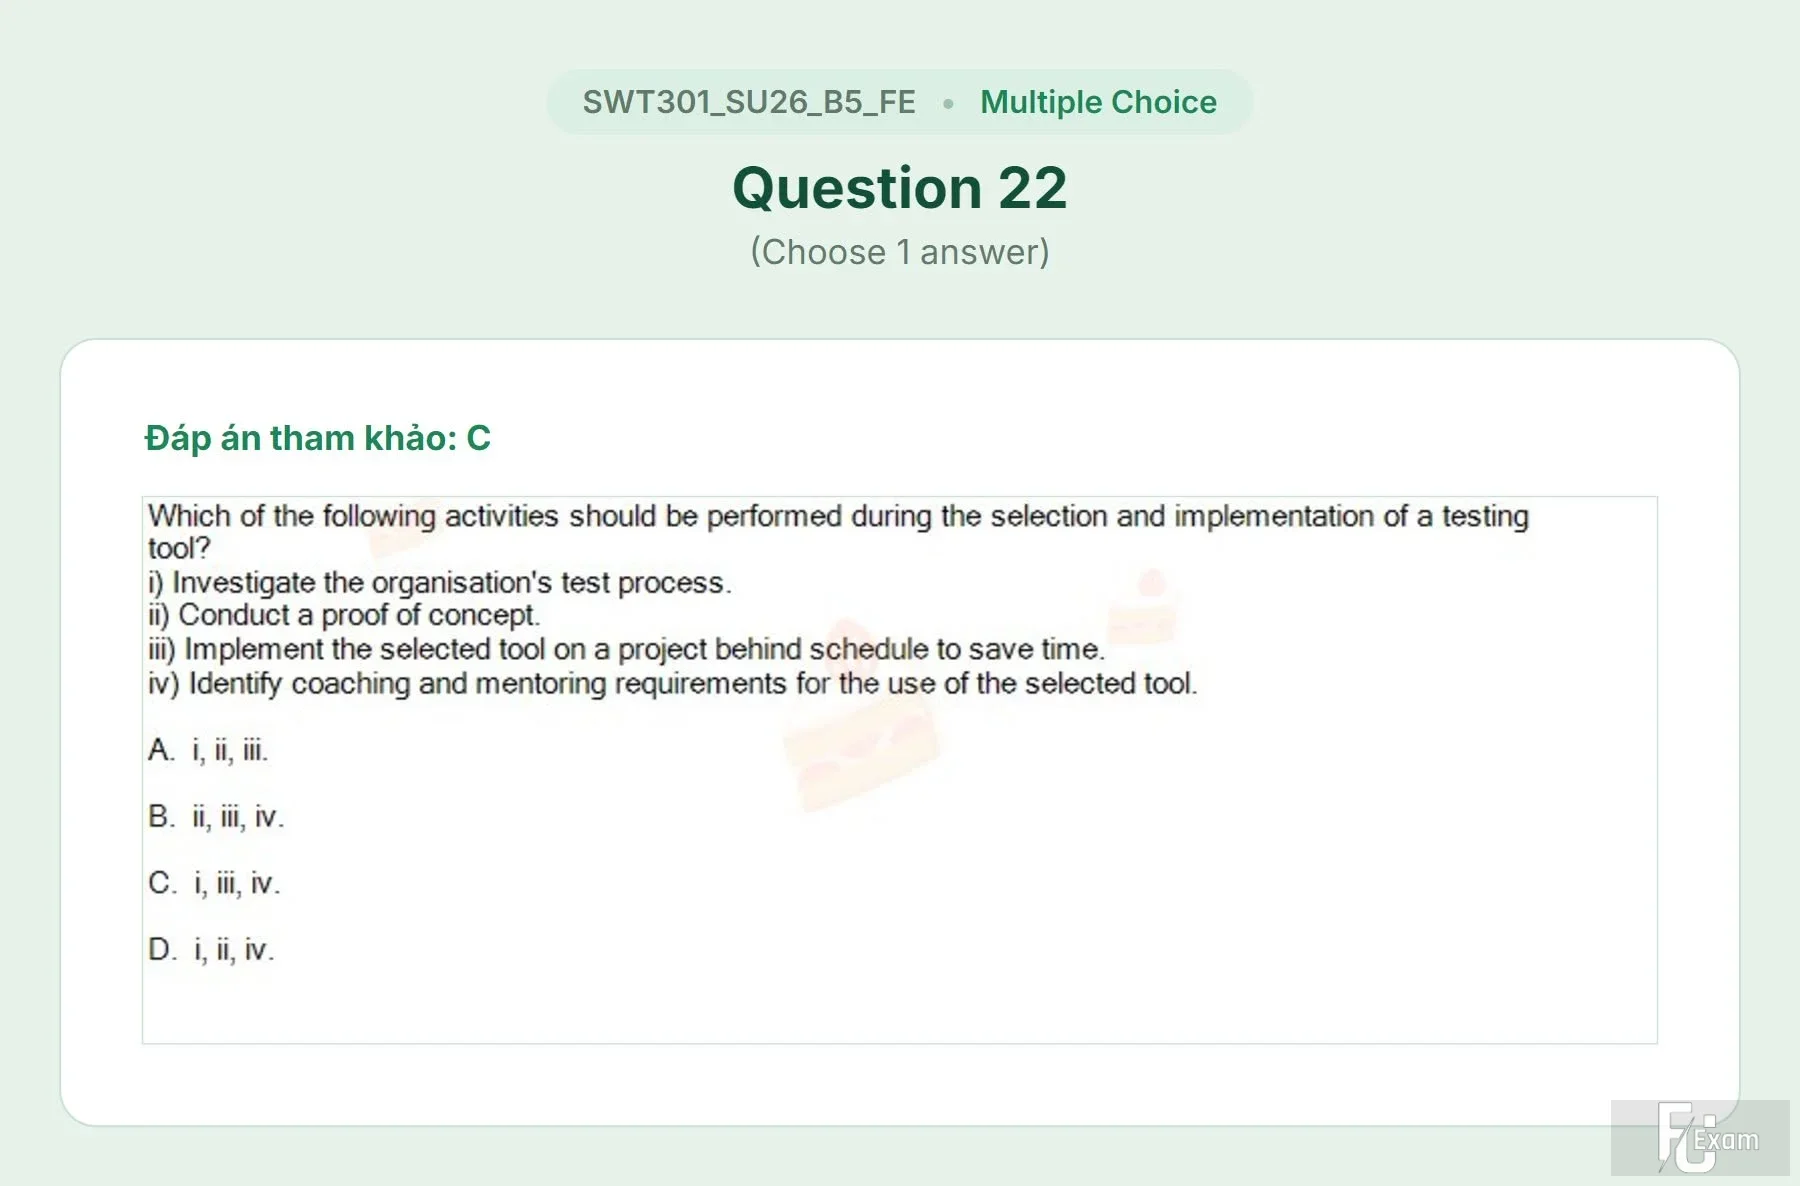 SWT301_SU26_B5_FE • Multiple Choice
Question 22
(Choose 1 answer)
Đáp án tham khảo: C
Which of the following activities should be performed during the selection and implementation of a testing
tool?
i) Investigate the organisation's test process.
ii) Conduct a proof of concept.
iii) Implement the selected tool on a project behind schedule to save time.
iv) Identify coaching and mentoring requirements for the use of the selected tool.
A. i, ii, iii.
B. ii, iii, iv.
C. i, iii, iv.
D. i, ii, iv.
FU Exam